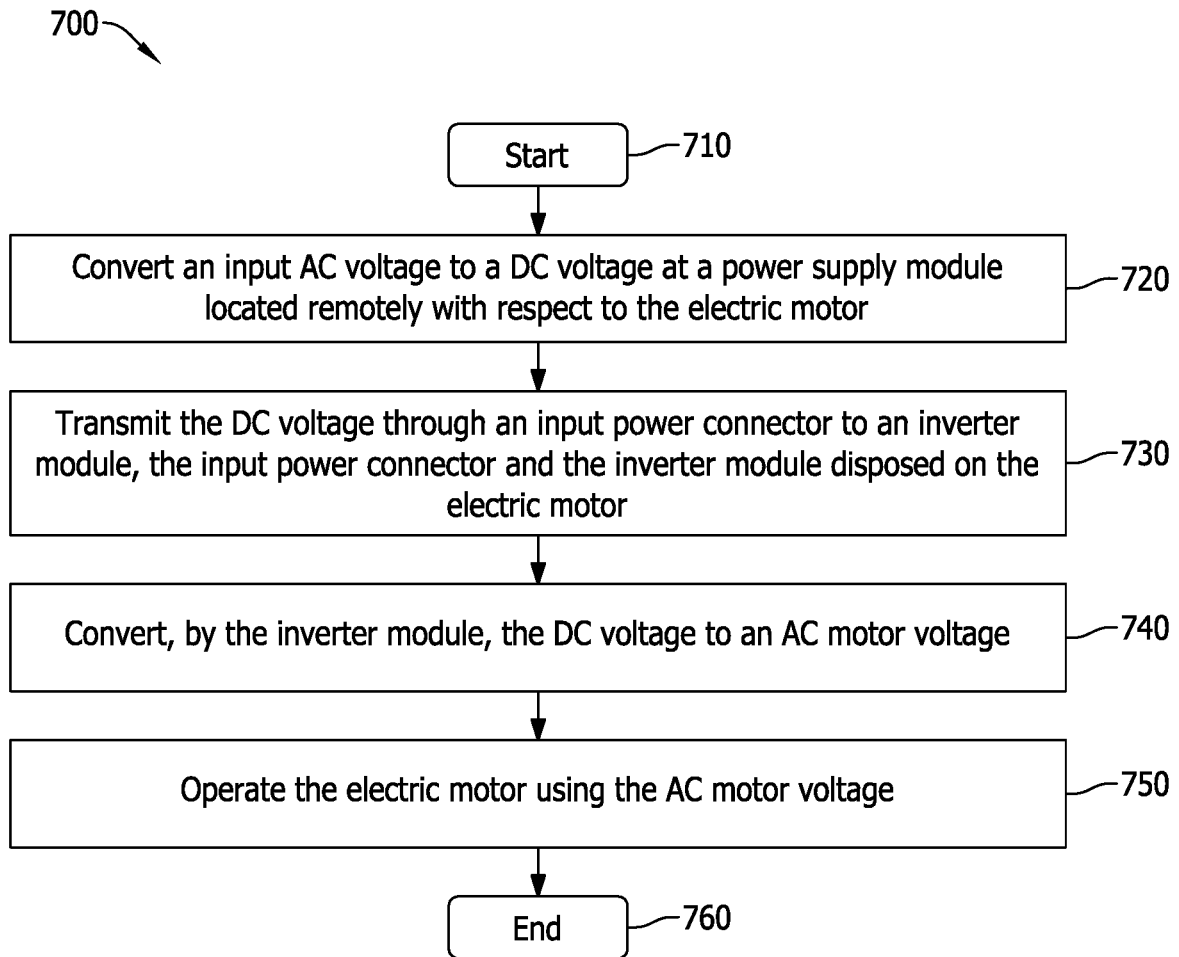 700
Start
710
Convert an input AC voltage to a DC voltage at a power supply module
located remotely with respect to the electric motor
720
Transmit the DC voltage through an input power connector to an inverter
module, the input power connector and the inverter module disposed on the
electric motor
730
Convert, by the inverter module, the DC voltage to an AC motor voltage
740
Operate the electric motor using the AC motor voltage
750
End
760